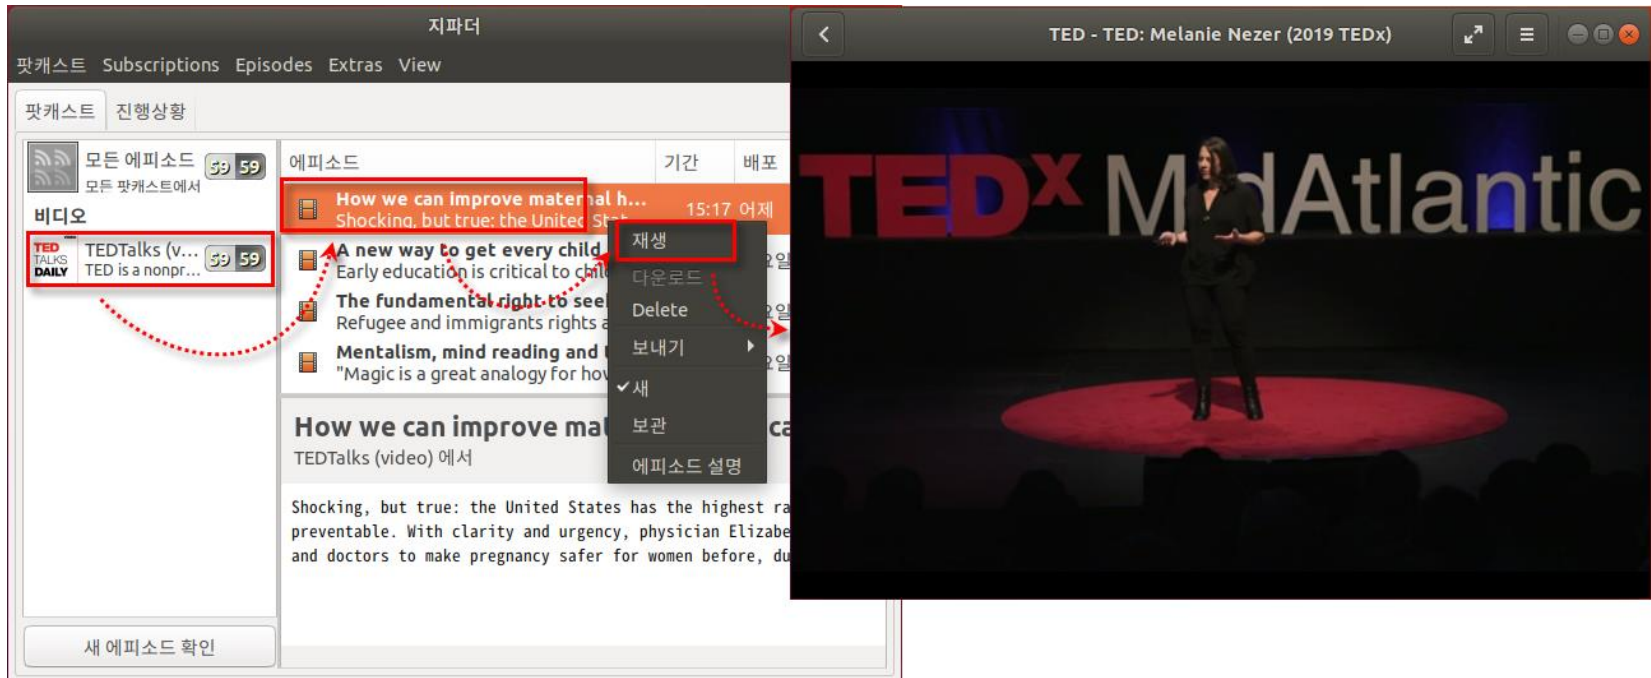 지파더
팟캐스트 Subscriptions Episodes Extras View
팟캐스트 진행상황
모든 에피소드 59 59
모든 팟캐스트에서
비디오
TED TALKS DAILY
TEDTalks (v... 59 59
TED is a nonpr...
새 에피소드 확인
에피소드 기간 배포
How we can improve maternal h...
Shocking, but true: the United Stat 15:17 어제
A new way to get every child
Early education is critical to chil
The fundamental right to see
Refugee and immigrants rights a
Mentalism, mind reading and
"Magic is a great analogy for ho
재생
다운로드
Delete
보내기
새
보관
에피소드 설명
How we can improve mat ca
TEDTalks (video) 에서
Shocking, but true: the United States has the highest ra
preventable. With clarity and urgency, physician Elizabe
and doctors to make pregnancy safer for women before, du
TED - TED: Melanie Nezer (2019 TEDx)
TEDx MidAtlantic